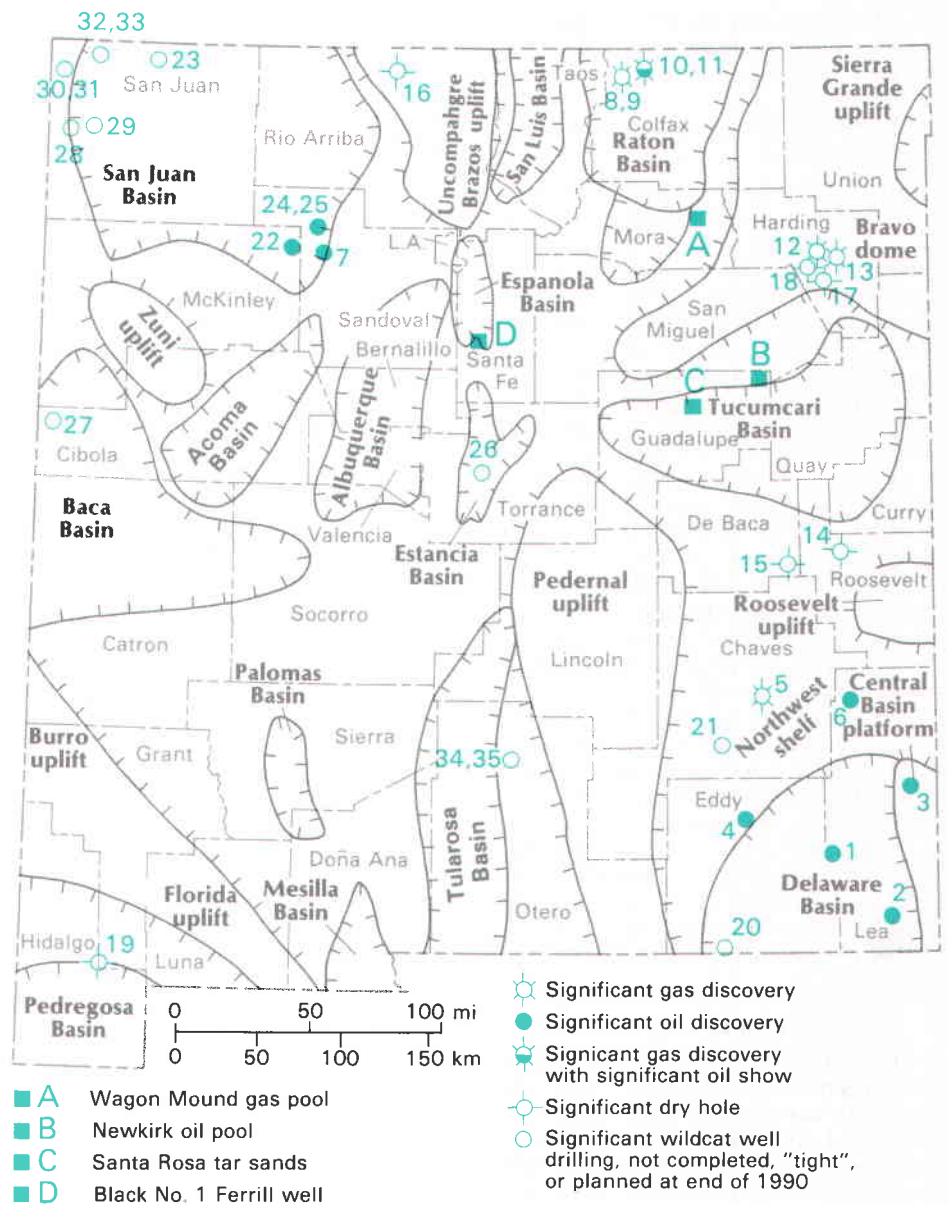 32,33
23
San Juan
30,31
29
28
San Juan
Basin
Rio Arriba
16
Uncompahgre
Brazos uplift
San Luis Basin
Taos
8,9
10,11
Colfax
Raton
Basin
Sierra
Grande
uplift
Union
24,25
22
7
L.A.
Mora
A
Harding
Bravo
dome
12
13
18
17
McKinley
Zuni
uplift
Sandoval
Bernalillo
Espanola
Basin
D
Santa
Fe
San
Miguel
B
C
Tucumcari
Basin
Guadalupe
Quay
27
Cibola
Acoma
Basin
Albuquerque
Basin
26
Baca
Basin
Valencia
Torrance
Estancia
Basin
De Baca
Curry
14
15
Roosevelt
Roosevelt
uplift
Pedernal
uplift
Socorro
Catron
Lincoln
Chaves
Palomas
Basin
5
Central
Basin
platform
6
Northwest
shelf
21
Burro
uplift
Grant
Sierra
34,35
Tularosa
Basin
Eddy
4
3
1
Delaware
Basin
2
Lea
Doña Ana
Florida
uplift
Mesilla
Basin
Otero
20
Hidalgo
19
Luna
Pedregosa
Basin
0 50 100 mi
0 50 100 150 km
A Wagon Mound gas pool
B Newkirk oil pool
C Santa Rosa tar sands
D Black No. 1 Ferrill well
Significant gas discovery
Significant oil discovery
Signicant gas discovery
with significant oil show
Significant dry hole
Significant wildcat well
drilling, not completed, "tight",
or planned at end of 1990